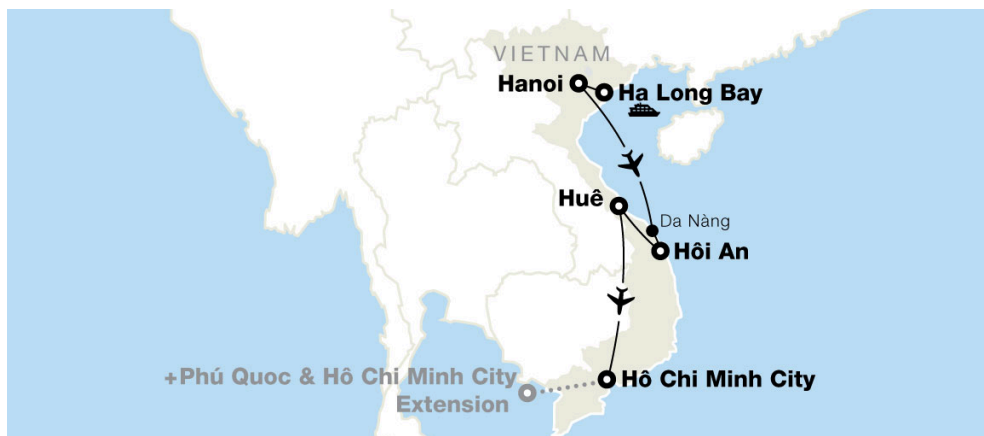 VIETNAM
Hanoi
Ha Long Bay
Huê
Da Nàng
Hôi An
Hô Chi Minh City
+Phú Quoc & Hô Chi Minh City
Extension